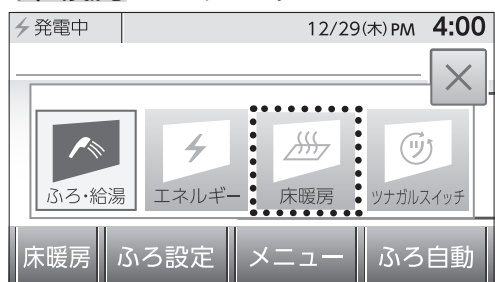 発電中 12/29(木) PM 4:00
ふろ・給湯 エネルギー 床暖房 ツナガルスイッチ
床暖房 ふろ設定 メニュー ふろ自動